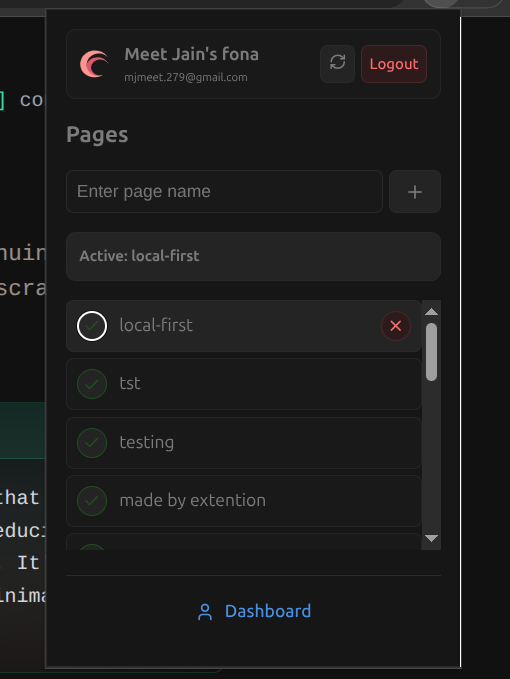 Meet Jain's fona
mjmeet.279@gmail.com
Logout
] co
Pages
Enter page name
+
Active: local-first
nuin
scra
local-first
tst
testing
that
made by extention
educi
It
inima
Dashboard